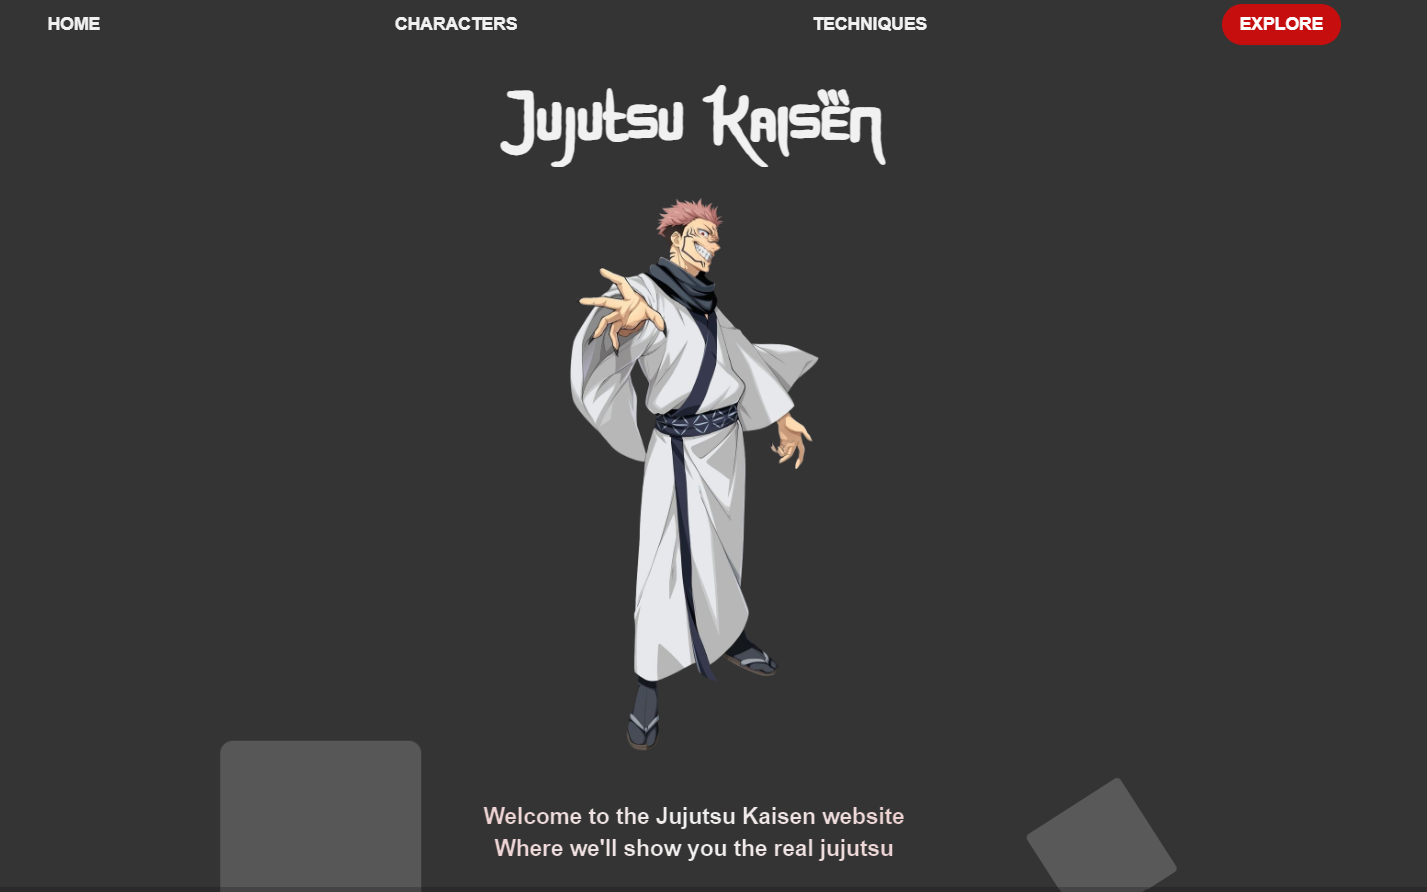 HOME
CHARACTERS
TECHNIQUES
EXPLORE
Jujutsu Kaisen
Welcome to the Jujutsu Kaisen website
Where we'll show you the real jujutsu